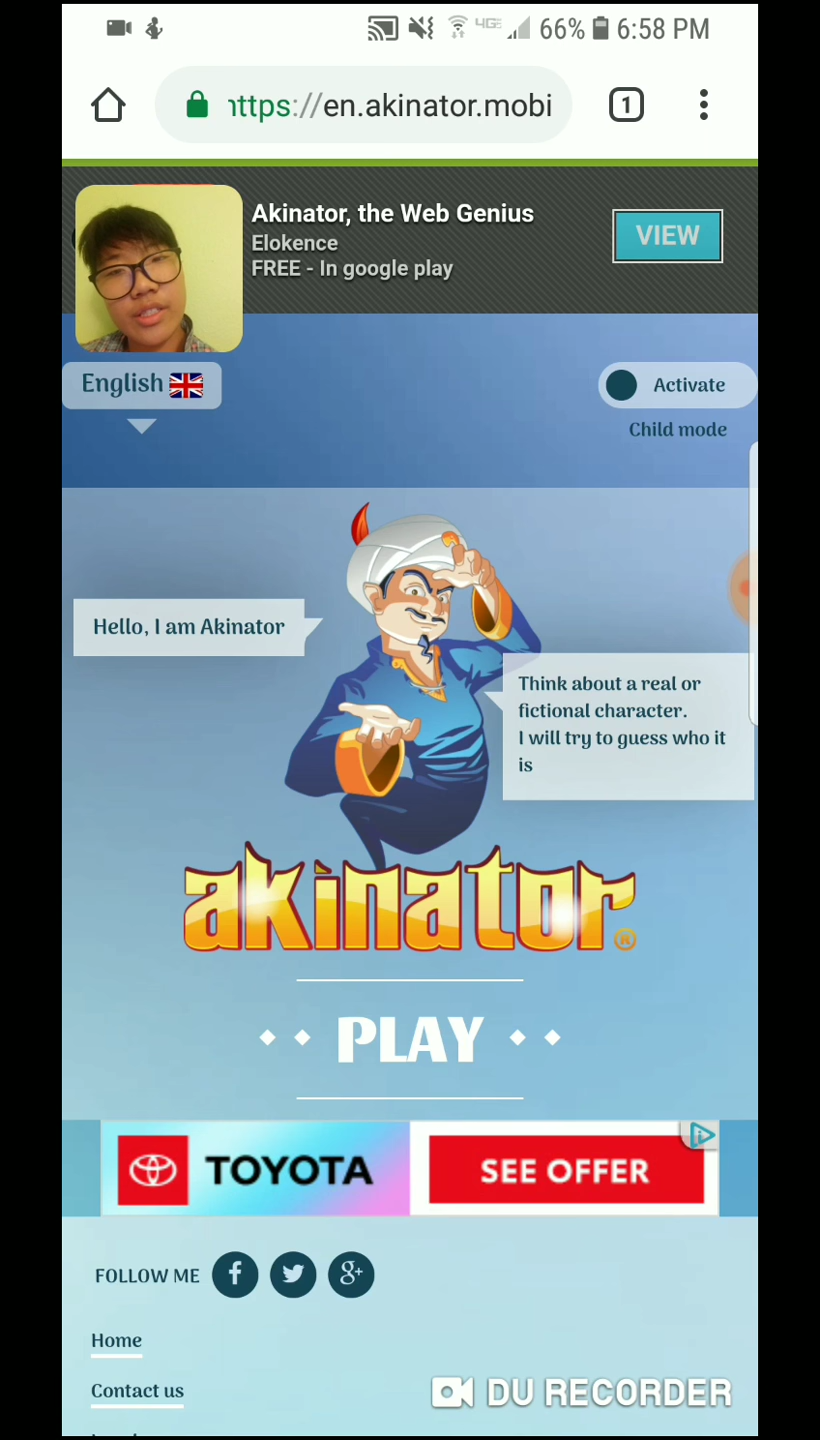 4GE 66% 6:58 PM
https://en.akinator.mobi
1
Akinator, the Web Genius
Elokence
FREE - In google play
VIEW
English
Activate
Child mode
Hello, I am Akinator
Think about a real or
fictional character.
I will try to guess who it
is
akinator®
PLAY
TOYOTA
SEE OFFER
FOLLOW ME f g+
Home
Contact us
DU RECORDER